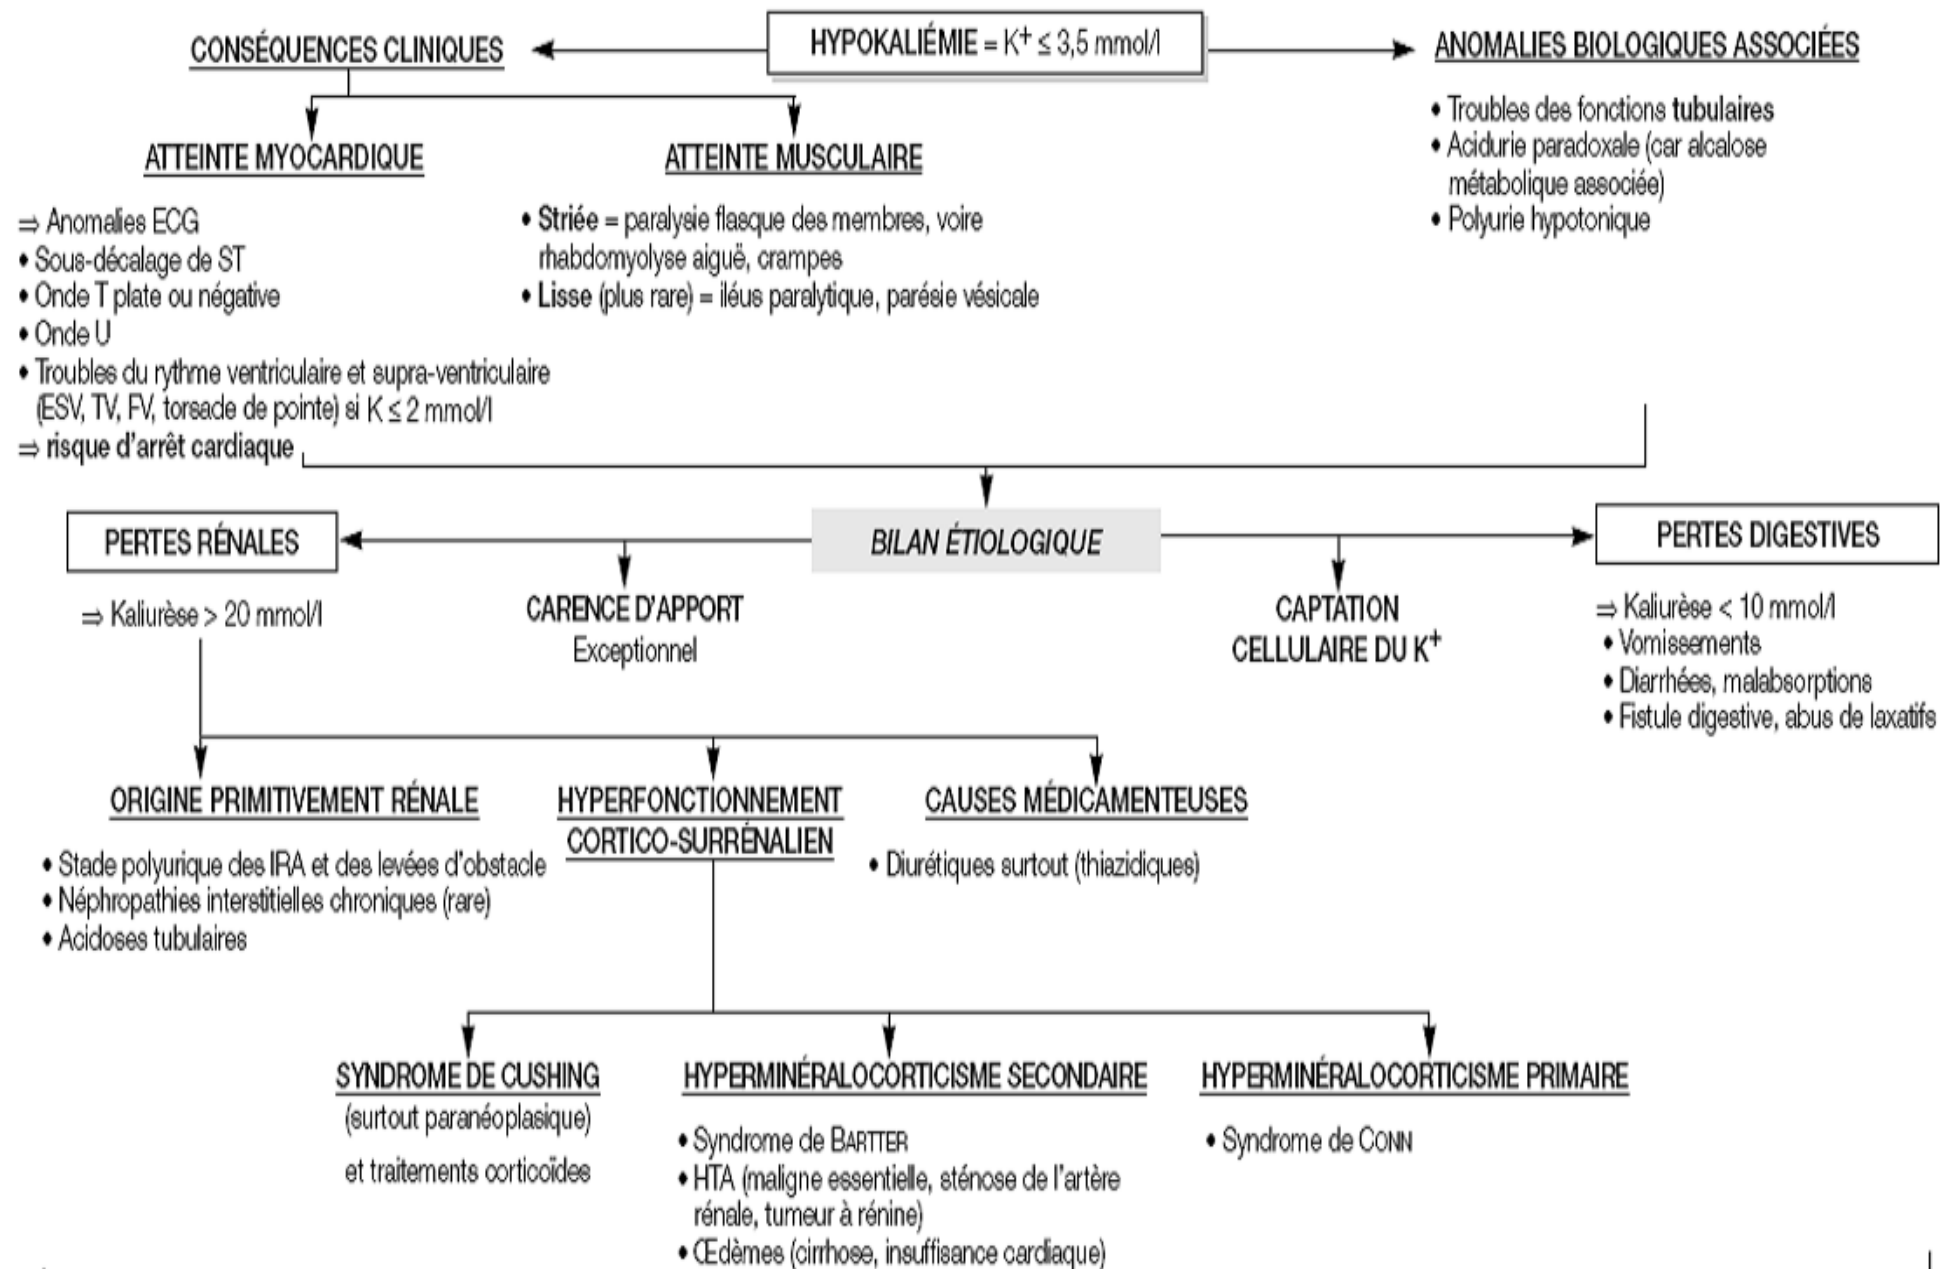 HYPOKALIÉMIE = K+ ≤ 3,5 mmol/l
CONSÉQUENCES CLINIQUES
ANOMALIES BIOLOGIQUES ASSOCIÉES
• Troubles des fonctions tubulaires
• Acidurie paradoxale (car alcalose
métabolique associée)
• Polyurie hypotonique
ATTEINTE MYOCARDIQUE
⇒ Anomalies ECG
• Sous-décalage de ST
• Onde T plate ou négative
• Onde U
• Troubles du rythme ventriculaire et supra-ventriculaire
(ESV, TV, FV, torsade de pointe) si K ≤ 2 mmol/l
⇒ risque d'arrêt cardiaque
ATTEINTE MUSCULAIRE
• Striée = paralysie flasque des membres, voire
rhabdomyolyse aiguë, crampes
• Lisse (plus rare) = iléus paralytique, parésie vésicale
BILAN ÉTIOLOGIQUE
PERTES RÉNALES
⇒ Kaliurèse > 20 mmol/l
CARENCE D'APPORT
Exceptionnel
CAPTATION
CELLULAIRE DU K+
PERTES DIGESTIVES
⇒ Kaliurèse < 10 mmol/l
• Vomissements
• Diarrhées, malabsorptions
• Fistule digestive, abus de laxatifs
ORIGINE PRIMITIVEMENT RÉNALE
• Stade polyurique des IRA et des levées d'obstacle
• Néphropathies interstitielles chroniques (rare)
• Acidoses tubulaires
HYPERFONCTIONNEMENT
CORTICO-SURRÉNALIEN
CAUSES MÉDICAMENTEUSES
• Diurétiques surtout (thiazidiques)
SYNDROME DE CUSHING
(surtout paranéoplasique)
et traitements corticoïdes
HYPERMINÉRALOCORTICISME SECONDAIRE
• Syndrome de BARTTER
• HTA (maligne essentielle, sténose de l'artère
rénale, tumeur à rénine)
• Œdèmes (cirrhose, insuffisance cardiaque)
HYPERMINÉRALOCORTICISME PRIMAIRE
• Syndrome de CONN